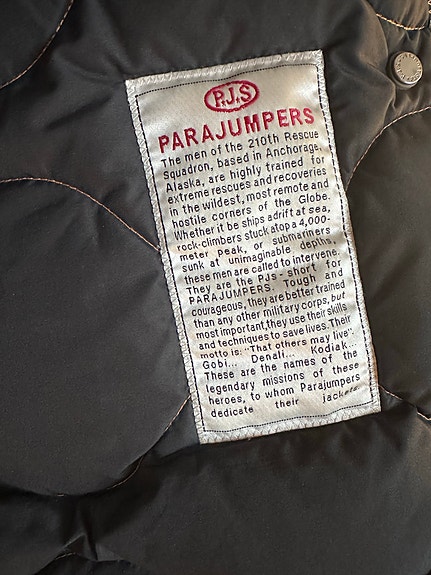 P.J.S
PARAJUMPERS
The men of the 210th Rescue
Squadron, based in Anchorage,
Alaska, are highly trained for
extreme rescues and recoveries
in the wildest, most remote and
hostile corners of the Globe.
Whether it be ships adrift at sea,
rock-climbers stuck atop a 4,000-
meter peak, or submariners
sunk at unimaginable depths,
these men are called to intervene.
They are the PJs - short for
PARAJUMPERS. Tough and
courageous, they are better trained
than any other military corps, but
most important, they use their skills
and techniques to save lives. Their
motto is: "That others may live".
Gobi... Denali... Kodiak...
These are the names of the
legendary missions of these
heroes, to whom Parajumpers
dedicate their jackets.